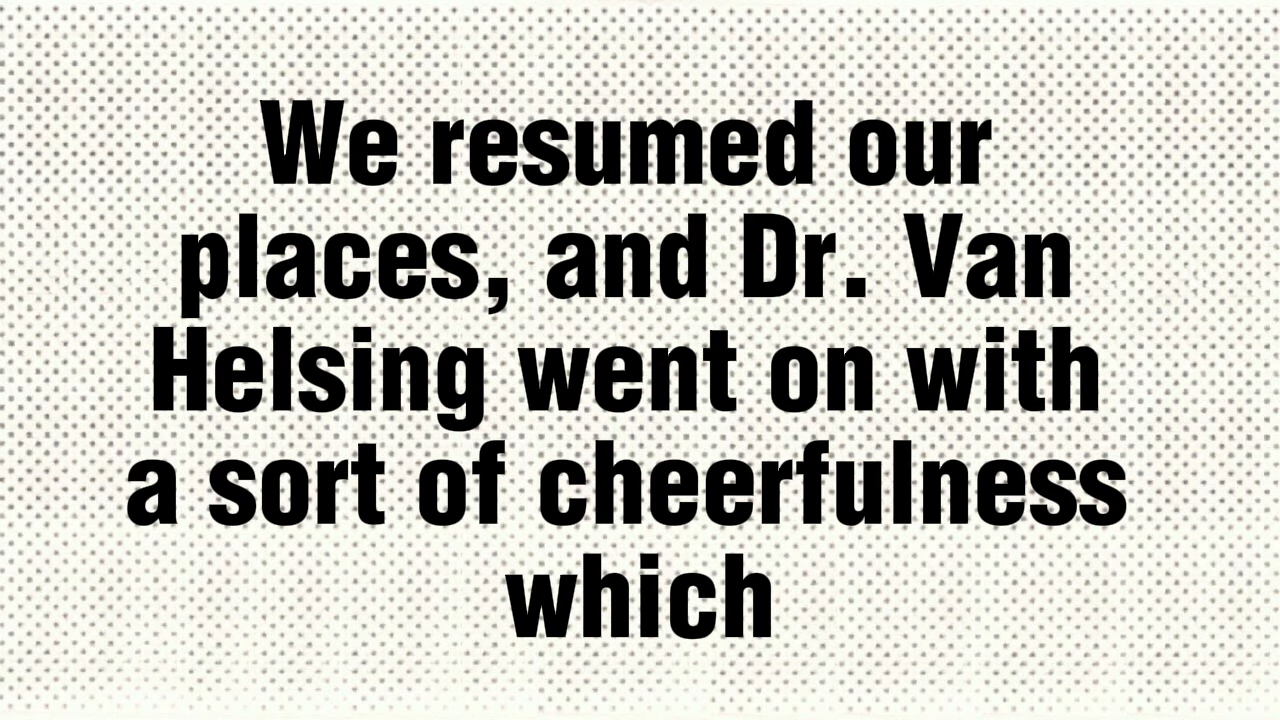 We resumed our
places, and Dr. Van
Helsing went on with
a sort of cheerfulness
which